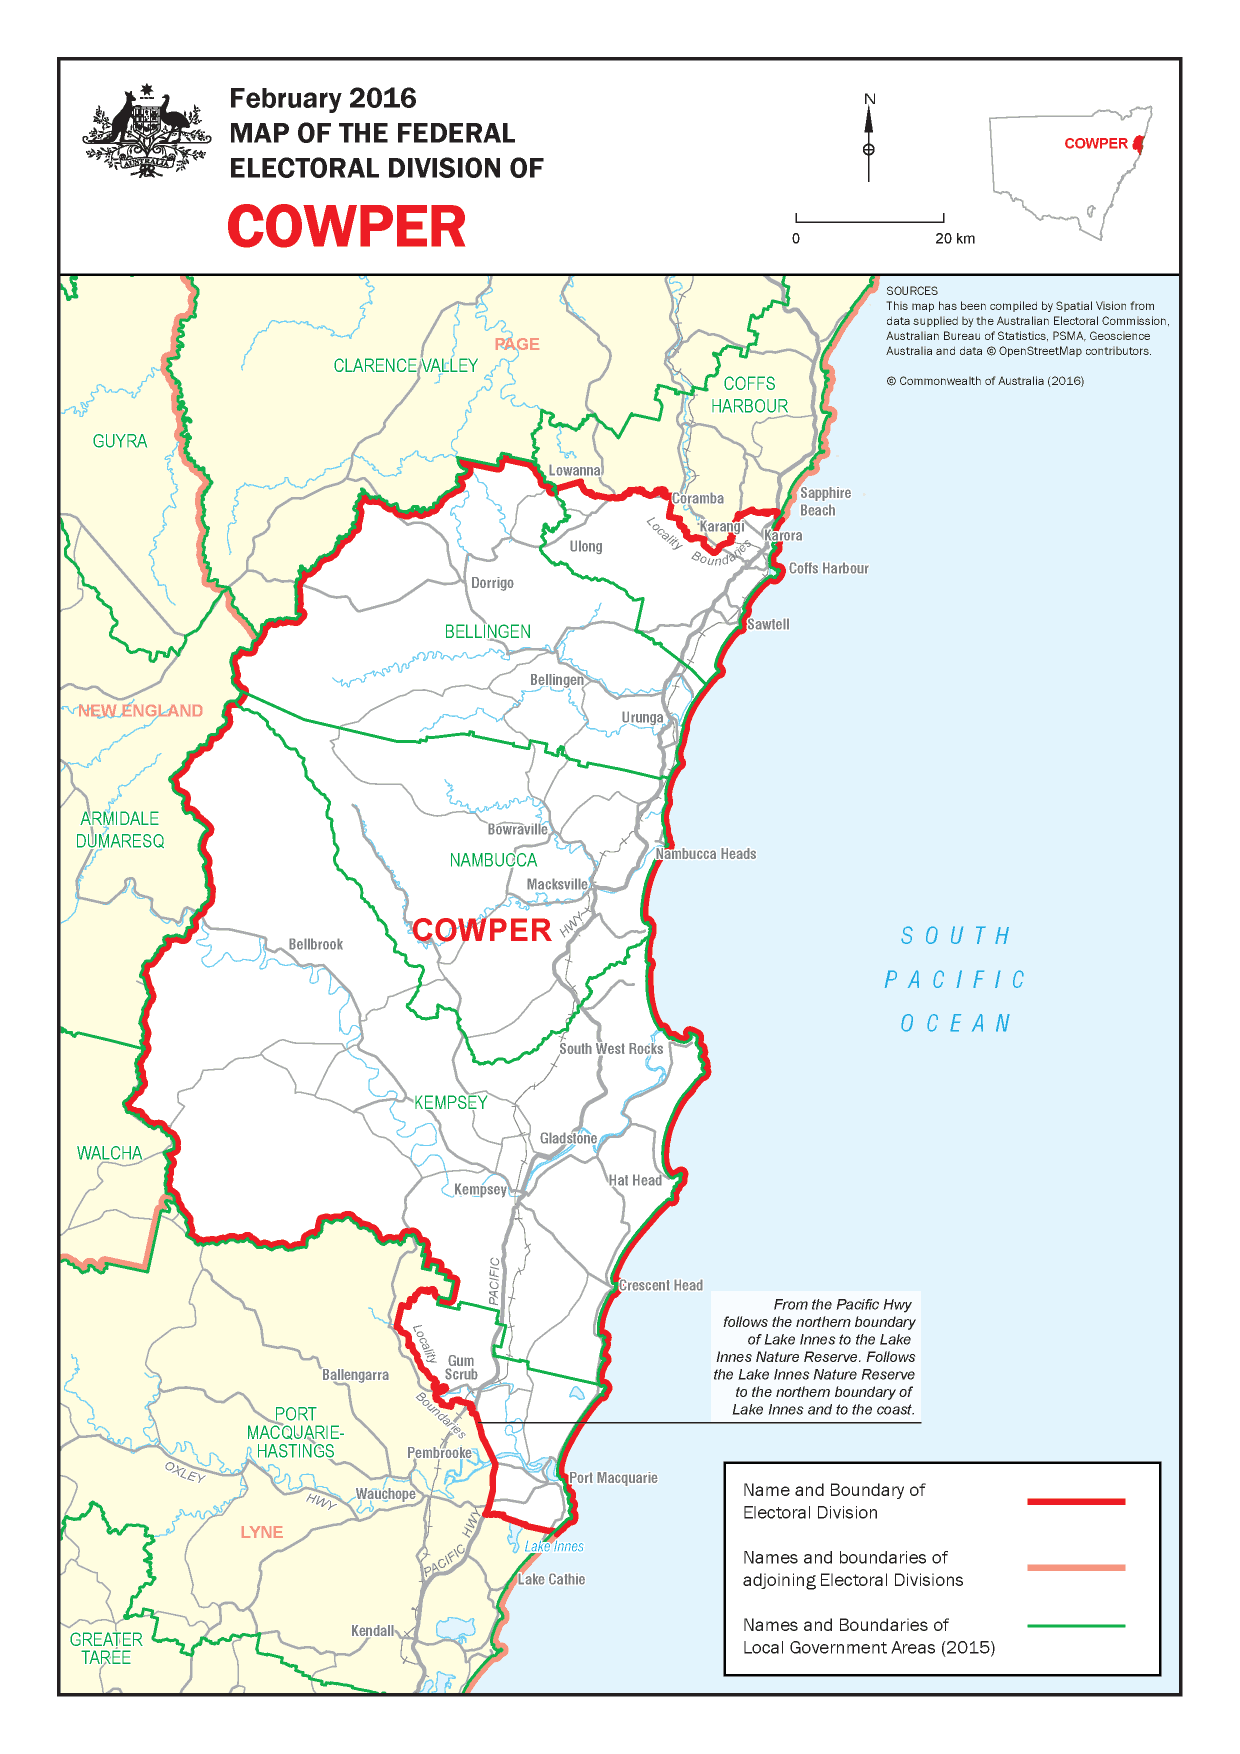 February 2016
MAP OF THE FEDERAL
ELECTORAL DIVISION OF
COWPER
AUSTRALIA
N
0
20 km
COWPER
SOURCES
This map has been compiled by Spatial Vision from
data supplied by the Australian Electoral Commission,
Australian Bureau of Statistics, PSMA, Geoscience
Australia and data © OpenStreetMap contributors.
© Commonwealth of Australia (2016)
PAGE
CLARENCE VALLEY
COFFS
HARBOUR
GUYRA
Lowanna
Coramba
Sapphire
Beach
Karangi
Locality
Boundaries
Karora
Ulong
Coffs Harbour
Dorrigo
Sawtell
BELLINGEN
Bellingen
NEW ENGLAND
Urunga
ARMIDALE
DUMARESQ
Bowraville
NAMBUCCA
Nambucca Heads
Macksville
COWPER
HWY
Bellbrook
SOUTH
PACIFIC
OCEAN
South West Rocks
KEMPSEY
Gladstone
WALCHA
Hat Head
Kempsey
PACIFIC
Crescent Head
From the Pacific Hwy
follows the northern boundary
of Lake Innes to the Lake
Innes Nature Reserve. Follows
the Lake Innes Nature Reserve
to the northern boundary of
Lake Innes and to the coast.
Locality
Boundaries
Gum
Scrub
Ballengarra
PORT
MACQUARIE-
HASTINGS
Pembrooke
OXLEY
HWY
Wauchope
Port Macquarie
LYNE
PACIFIC HWY
Lake Innes
Lake Cathie
Kendall
GREATER
TAREE
Name and Boundary of
Electoral Division
Names and boundaries of
adjoining Electoral Divisions
Names and Boundaries of
Local Government Areas (2015)